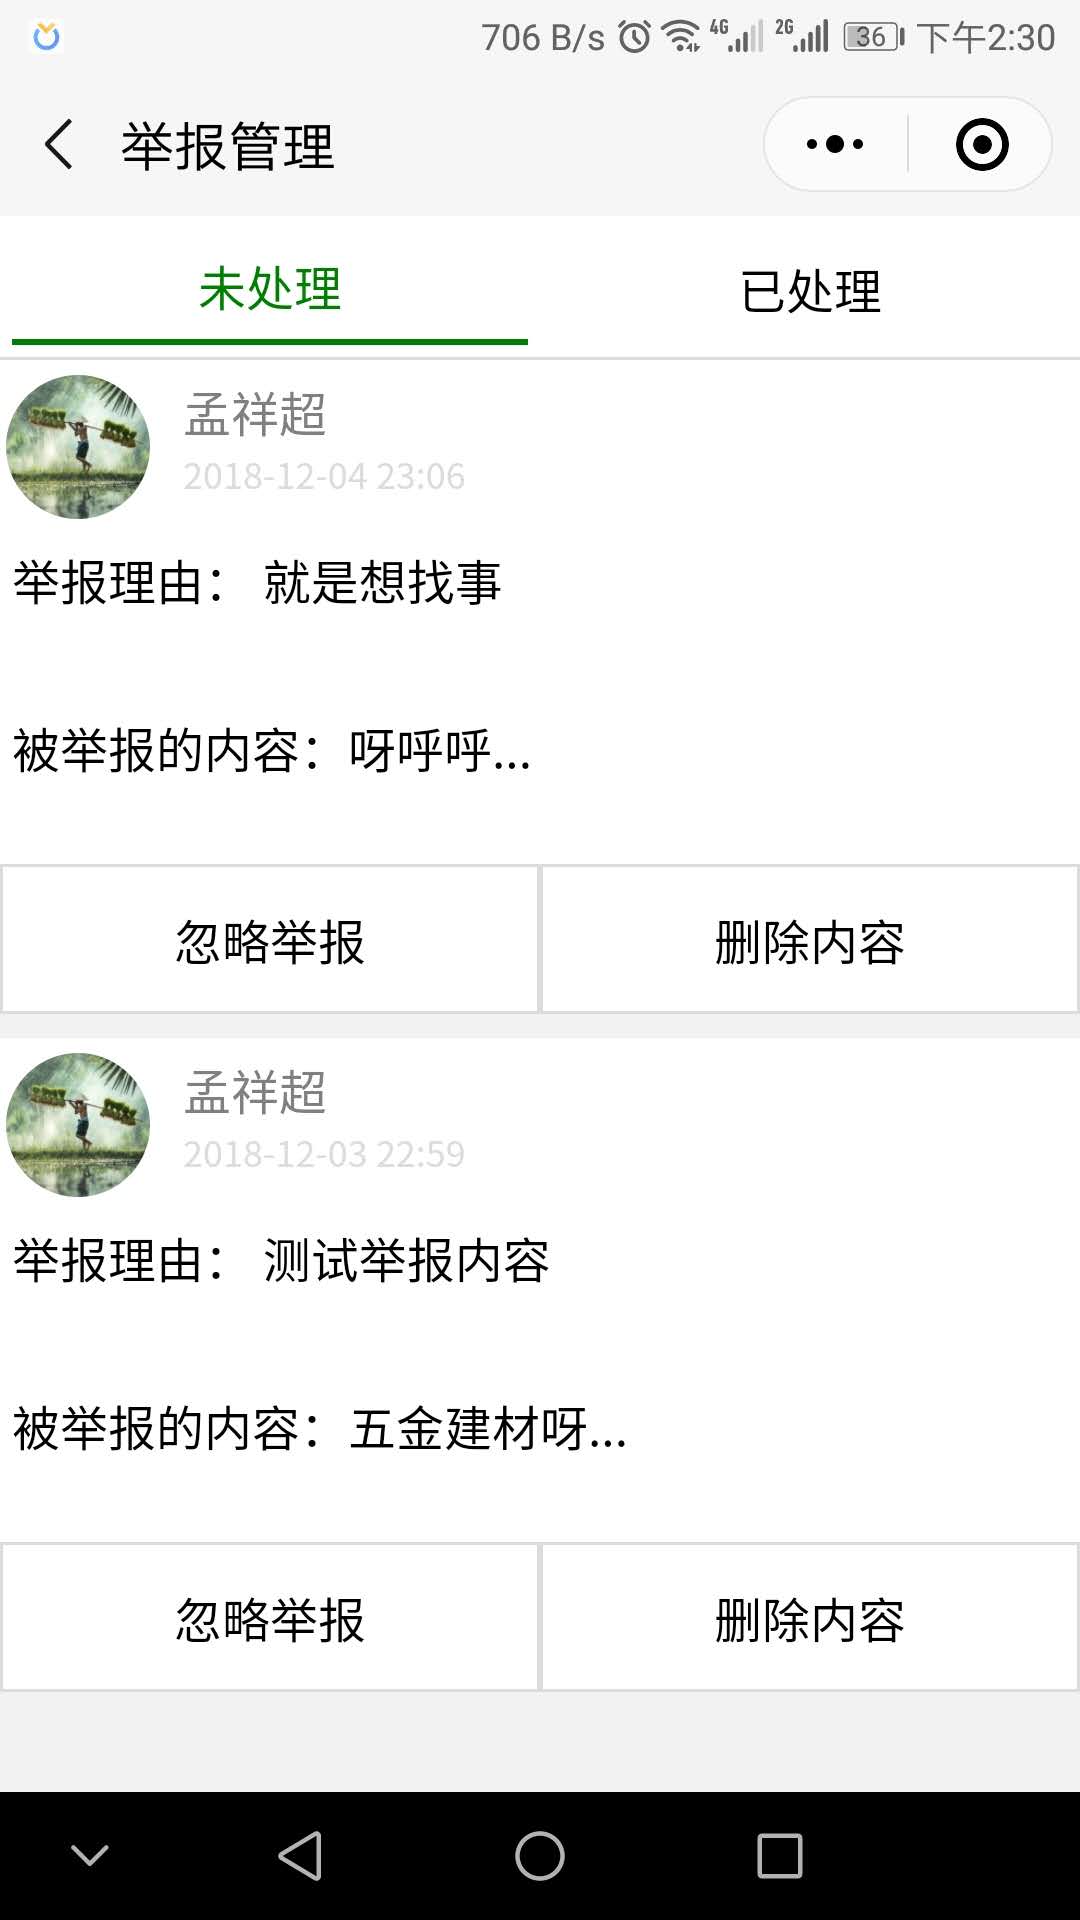 706 B/s 4G 2G 36 下午2:30
举报管理
未处理 已处理
孟祥超
2018-12-04 23:06
举报理由： 就是想找事
被举报的内容：呀呼呼...
忽略举报 删除内容
孟祥超
2018-12-03 22:59
举报理由： 测试举报内容
被举报的内容：五金建材呀...
忽略举报 删除内容